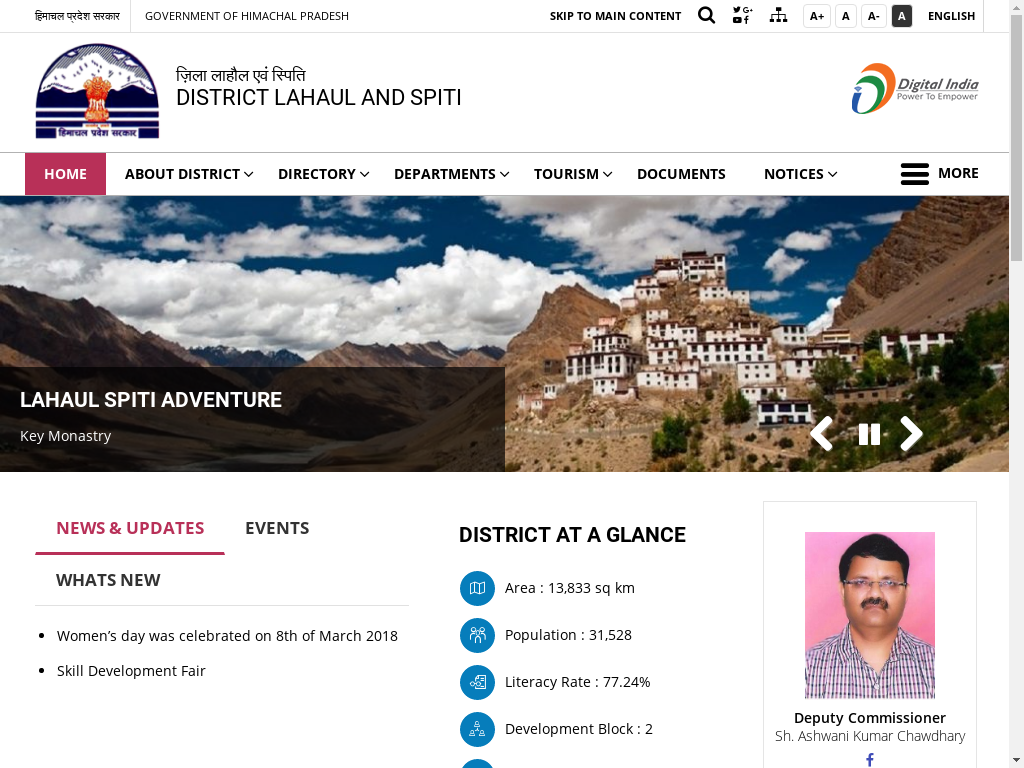 हिमाचल प्रदेश सरकार
GOVERNMENT OF HIMACHAL PRADESH
SKIP TO MAIN CONTENT
A+
A
A-
A
ENGLISH
ज़िला लाहौल एवं स्पिति
DISTRICT LAHAUL AND SPITI
हिमाचल प्रदेश सरकार
Digital India
Power To Empower
HOME
ABOUT DISTRICT
DIRECTORY
DEPARTMENTS
TOURISM
DOCUMENTS
NOTICES
MORE
LAHAUL SPITI ADVENTURE
Key Monastry
NEWS & UPDATES
EVENTS
WHATS NEW
Women’s day was celebrated on 8th of March 2018
Skill Development Fair
DISTRICT AT A GLANCE
Area : 13,833 sq km
Population : 31,528
Literacy Rate : 77.24%
Development Block : 2
Deputy Commissioner
Sh. Ashwani Kumar Chawdhary